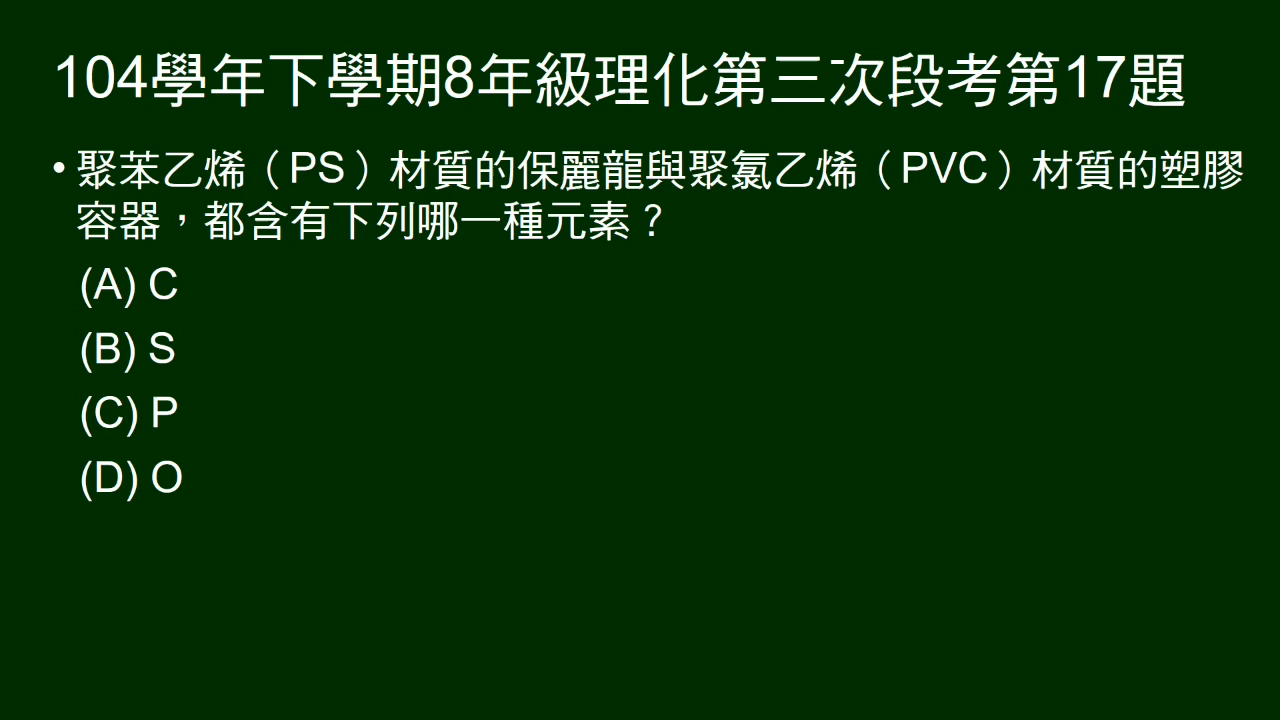 104學年下學期8年級理化第三次段考第17題
• 聚苯乙烯（PS）材質的保麗龍與聚氯乙烯（PVC）材質的塑膠
容器，都含有下列哪一種元素？
(A) C
(B) S
(C) P
(D) O